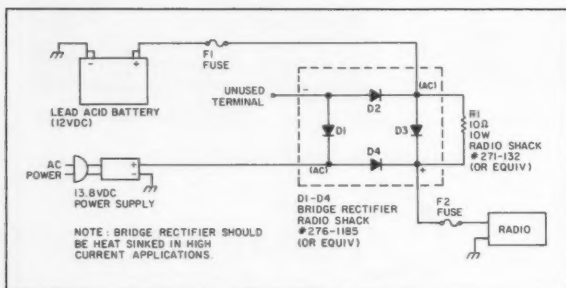 F1
FUSE
- +
LEAD ACID BATTERY
(12VDC)
UNUSED
TERMINAL
-
(AC)
D2
D1
D3
D4
(AC)
+
R1
10Ω
10W
RADIO SHACK
#271-132
(OR EQUIV)
AC
POWER
+
-
13.8VDC
POWER SUPPLY
D1-D4
BRIDGE RECTIFIER
RADIO SHACK
#276-1185
(OR EQUIV)
F2
FUSE
RADIO
NOTE: BRIDGE RECTIFIER SHOULD
BE HEAT SINKED IN HIGH
CURRENT APPLICATIONS.